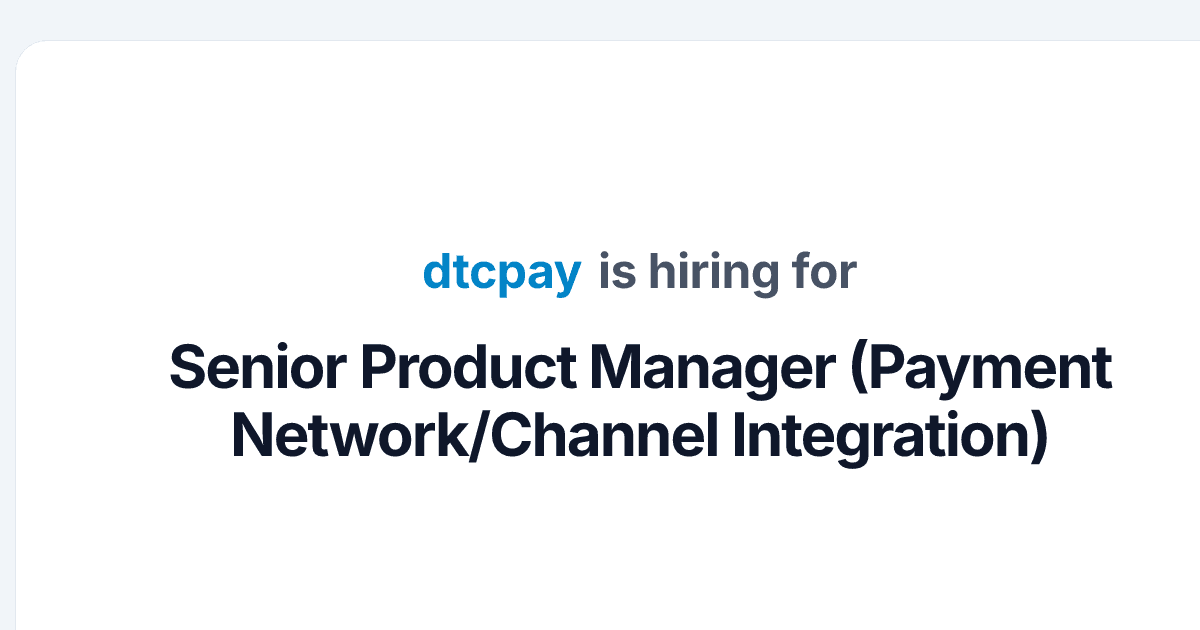 dtcpay is hiring for
Senior Product Manager (Payment
Network/Channel Integration)